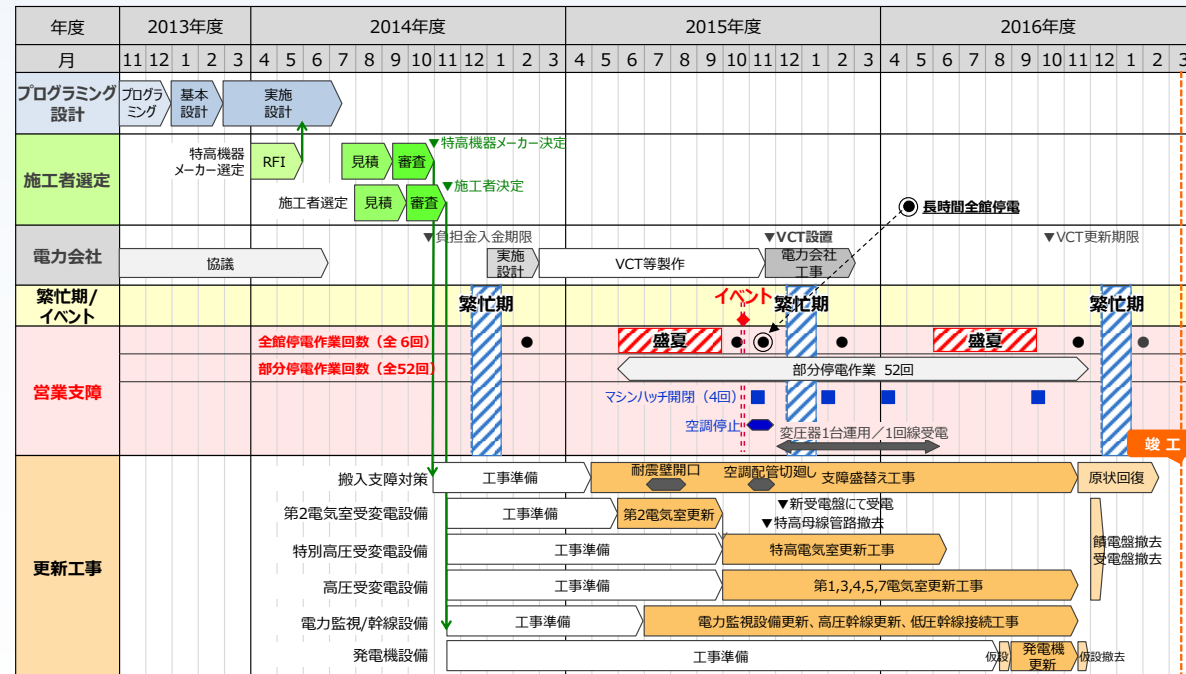 年度 2013年度 2014年度 2015年度 2016年度
月 11 12 1 2 3 4 5 6 7 8 9 10 11 12 1 2 3 4 5 6 7 8 9 10 11 12 1 2 3 4 5 6 7 8 9 10 11 12 1 2 3
プログラミング
設計
プログラ
ミング
基本
設計
実施
設計
施工者選定
特高機器
メーカー選定
RFI
見積
審査
▼特高機器メーカー決定
施工者選定
見積
審査
▼施工者決定
長時間全館停電
電力会社
協議
▼負担金入金期限
実施
設計
VCT等製作
▼VCT設置
電力会社
工事
▼VCT更新期限
繁忙期/
イベント
繁忙期
イベント
繁忙期
繁忙期
営業支障
全館停電作業回数（全 6回）
盛夏
盛夏
部分停電作業回数（全52回）
部分停電作業 52回
マシンハッチ開閉（4回）
空調停止
変圧器1台運用／1回線受電
竣 工
更新工事
搬入支障対策
工事準備
耐震壁開口
空調配管切廻し
支障盛替え工事
原状回復
第2電気室受変電設備
工事準備
第2電気室更新
▼新受電盤にて受電
▼特高母線管路撤去
特別高圧受変電設備
工事準備
特高電気室更新工事
饋電盤撤去
受電盤撤去
高圧受変電設備
工事準備
第1,3,4,5,7電気室更新工事
電力監視/幹線設備
工事準備
電力監視設備更新、高圧幹線更新、低圧幹線接続工事
発電機設備
工事準備
仮設
発電機
更新
仮設撤去